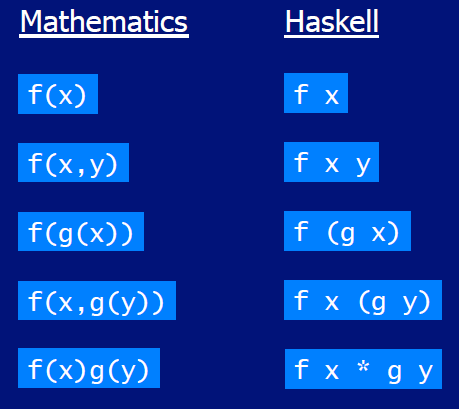 Mathematics Haskell
f(x) f x
f(x,y) f x y
f(g(x)) f (g x)
f(x,g(y)) f x (g y)
f(x)g(y) f x * g y